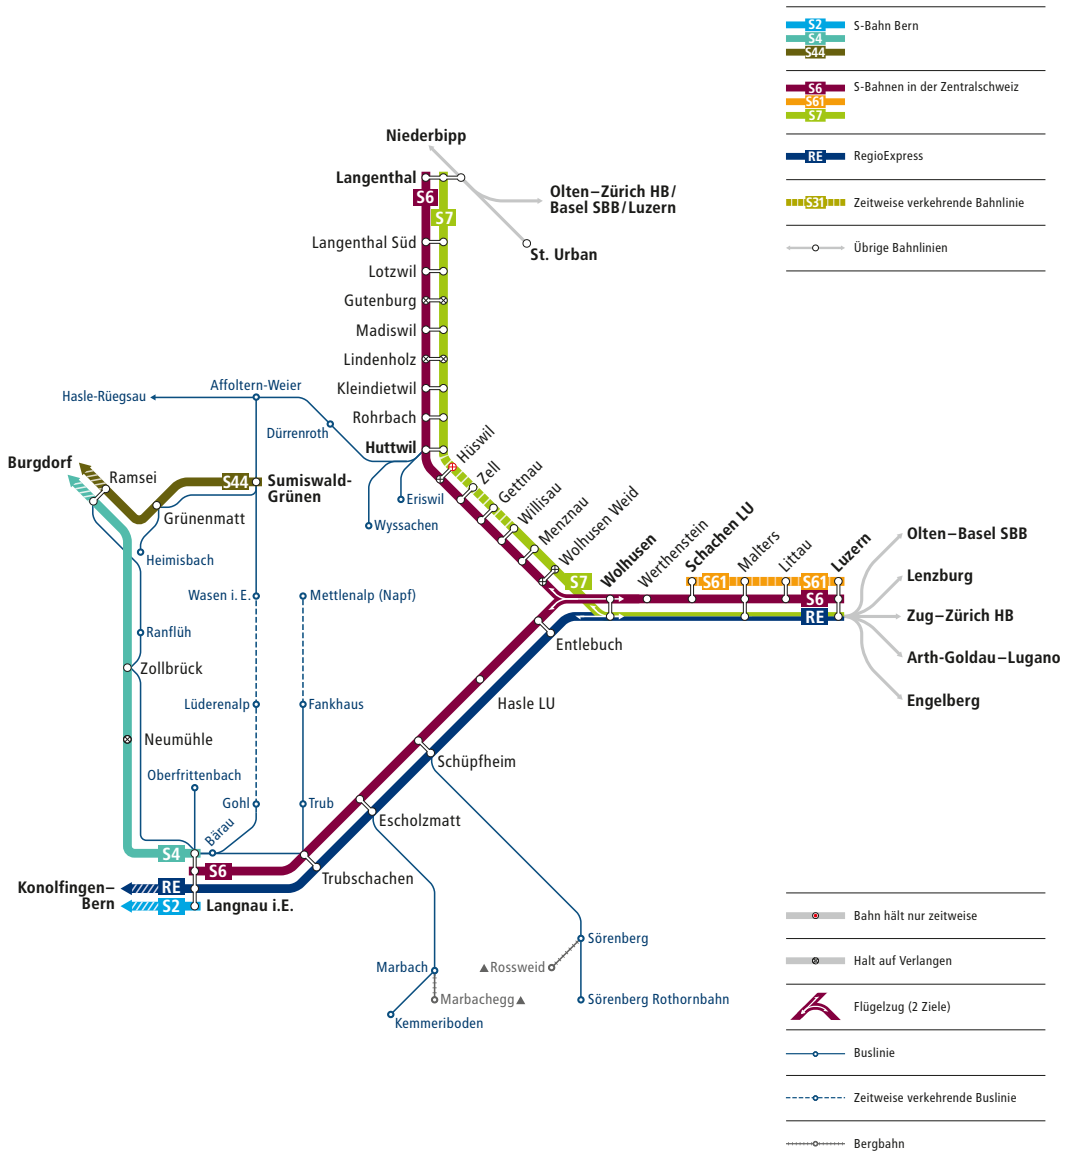 S2
S-Bahn Bern
S4
S44
S6
S-Bahnen in der Zentralschweiz
S61
S7
RE
RegioExpress
S31
Zeitweise verkehrende Bahnlinie
Übrige Bahnlinien
Niederbipp
Langenthal
Olten–Zürich HB/
Basel SBB/Luzern
S6
S7
Langenthal Süd
St. Urban
Lotzwil
Gutenburg
Madiswil
Lindenholz
Kleindietwil
Rohrbach
Huttwil
Affoltern-Weier
Hasle-Rüegsau
Dürrenroth
Eriswil
Wyssachen
Burgdorf
Ramsei
S44
Sumiswald-
Grünen
Grünenmatt
Heimisbach
Hüswil
Zell
Gettnau
Willisau
Menznau
Wolhusen Weid
S7
Wolhusen
Werthenstein
Schachen LU
Malters
Littau
Luzern
S61
S61
S6
RE
Olten–Basel SBB
Lenzburg
Zug–Zürich HB
Arth-Goldau–Lugano
Engelberg
Wasen i. E.
Mettlenalp (Napf)
Ranflüh
Zollbrück
Entlebuch
Lüderenalp
Fankhaus
Hasle LU
Neumühle
Oberfrittenbach
Schüpfheim
Gohl
Trub
Escholzmatt
Bärau
S4
S6
Trubschachen
Konolfingen–
Bern
RE
S2
Langnau i.E.
Sörenberg
Marbach
Rossweid
Marbachegg
Sörenberg Rothornbahn
Kemmeriboden
Bahn hält nur zeitweise
Halt auf Verlangen
Flügelzug (2 Ziele)
Buslinie
Zeitweise verkehrende Buslinie
Bergbahn